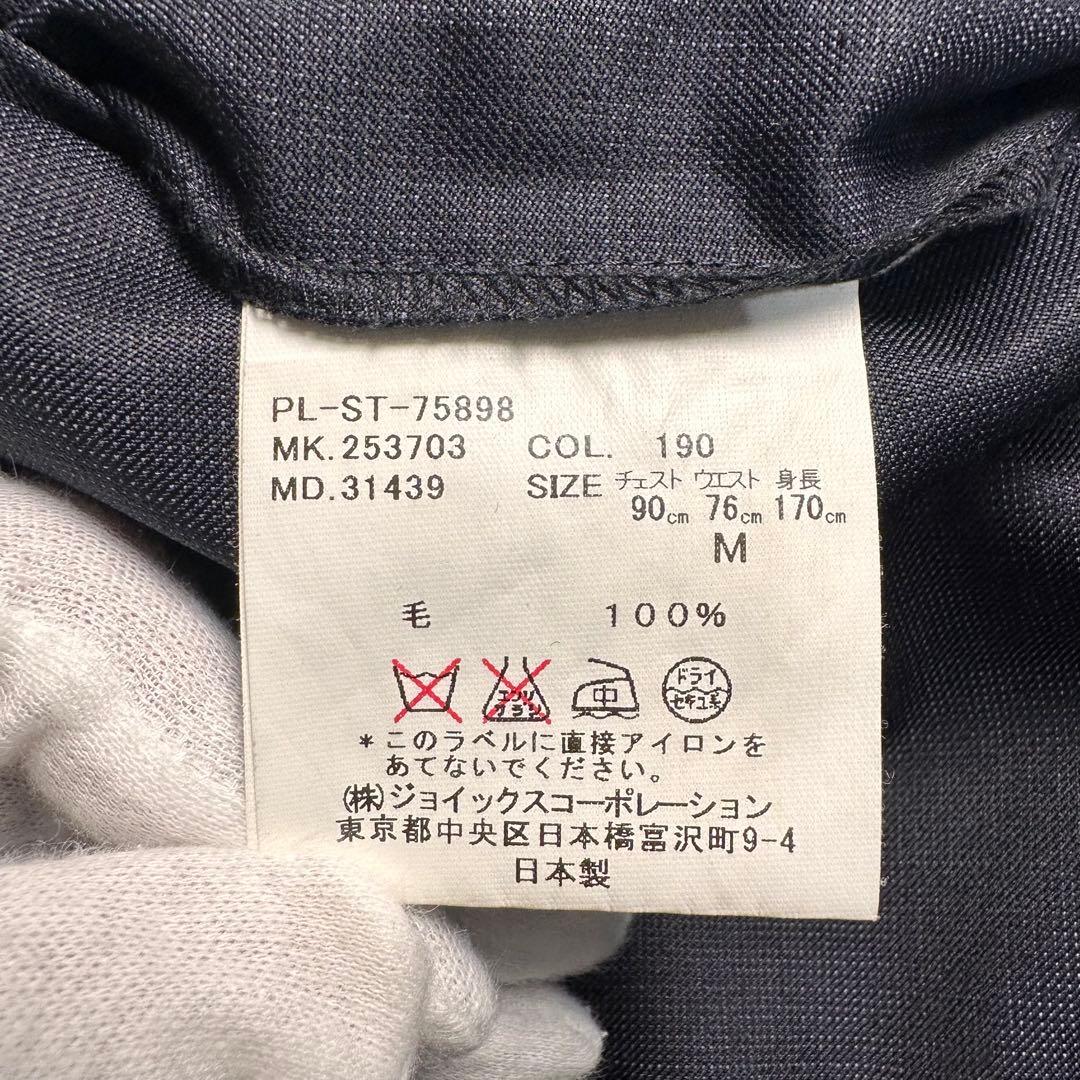 PL-ST-75898
MK.253703 COL. 190
MD.31439 SIZE チェスト ウエスト 身長
90cm 76cm 170cm
M
毛 100%
エンソ
フラン
中
ドライ
セキユ系
*このラベルに直接アイロンを
あてないでください。
(株)ジョイックスコーポレーション
東京都中央区日本橋富沢町9-4
日本製